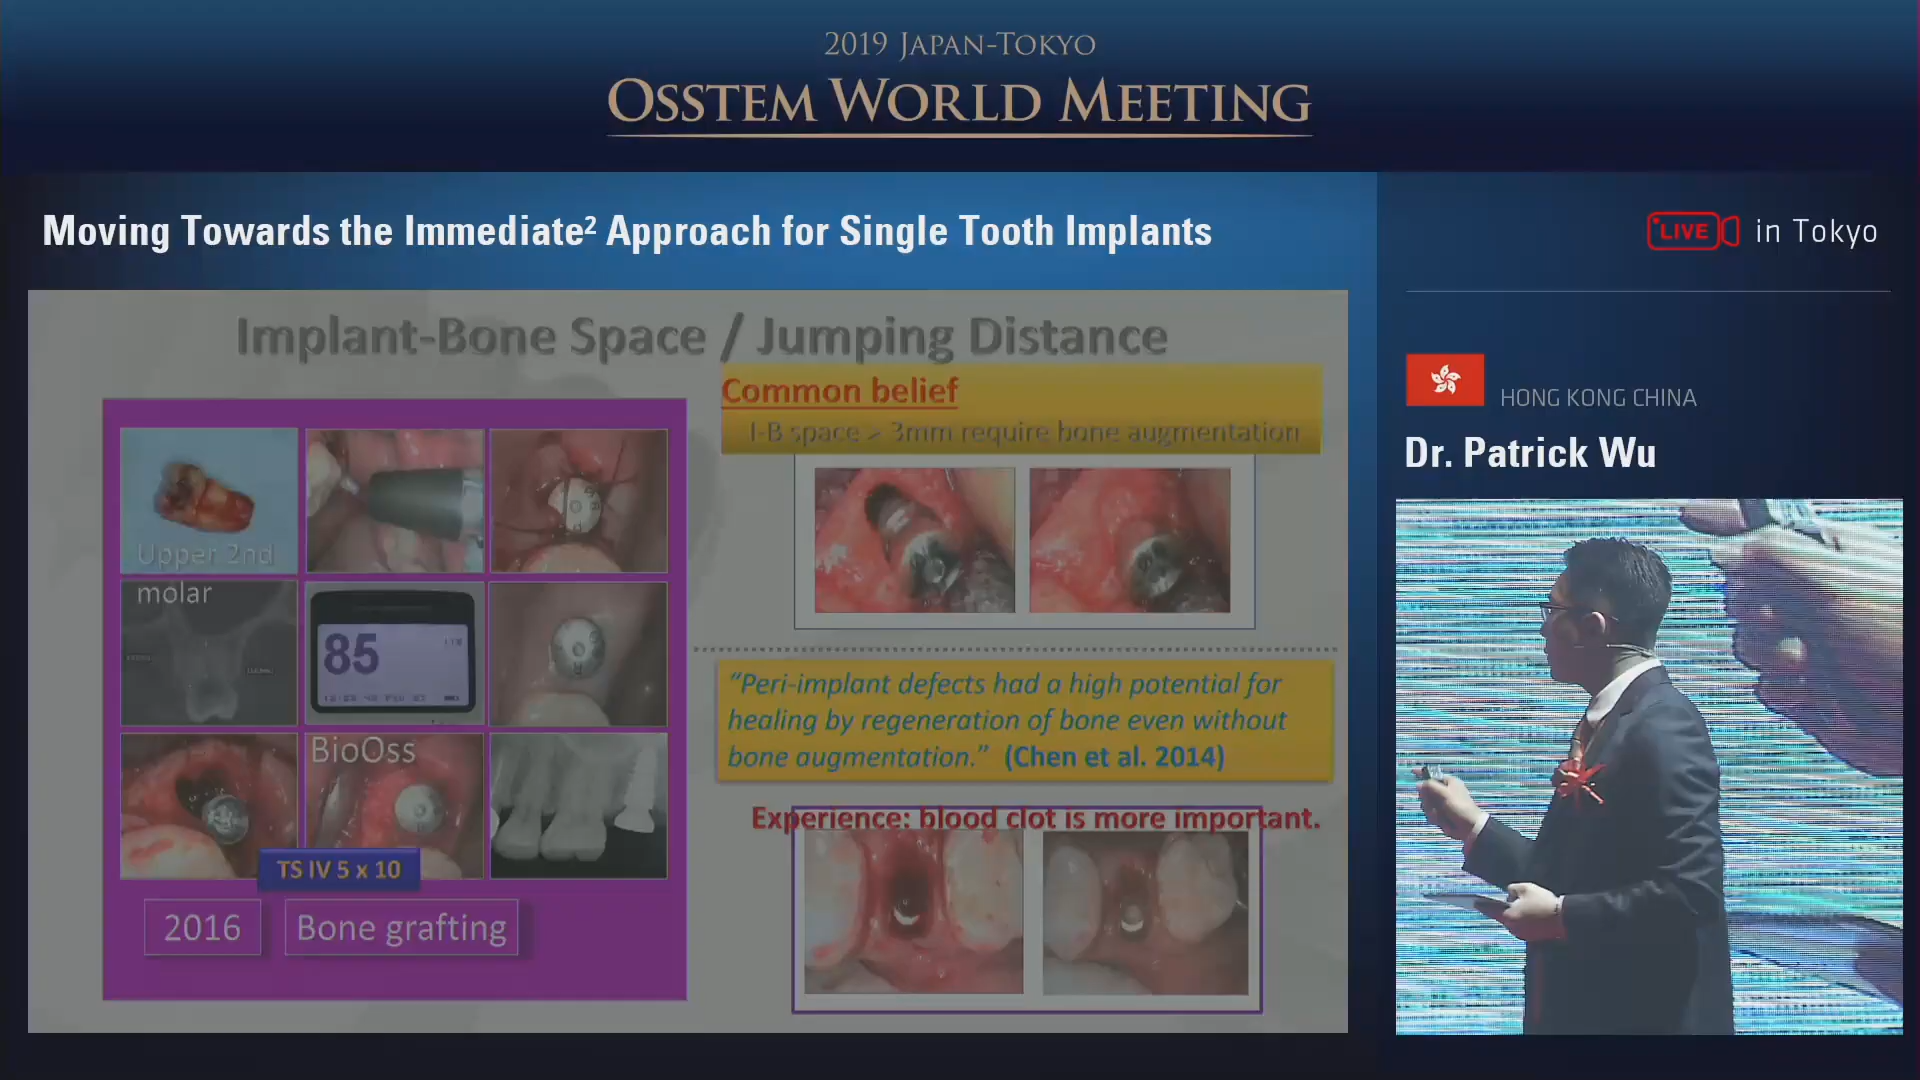 2019 JAPAN-TOKYO
OSSTEM WORLD MEETING
Moving Towards the Immediate² Approach for Single Tooth Implants
LIVE in Tokyo
HONG KONG CHINA
Dr. Patrick Wu
Implant-Bone Space / Jumping Distance
Common belief
I-B space > 3mm require bone augmentation
Upper 2nd
molar
85
BioOss
TS IV 5 x 10
2016
Bone grafting
“Peri-implant defects had a high potential for
healing by regeneration of bone even without
bone augmentation.” (Chen et al. 2014)
Experience: blood clot is more important.